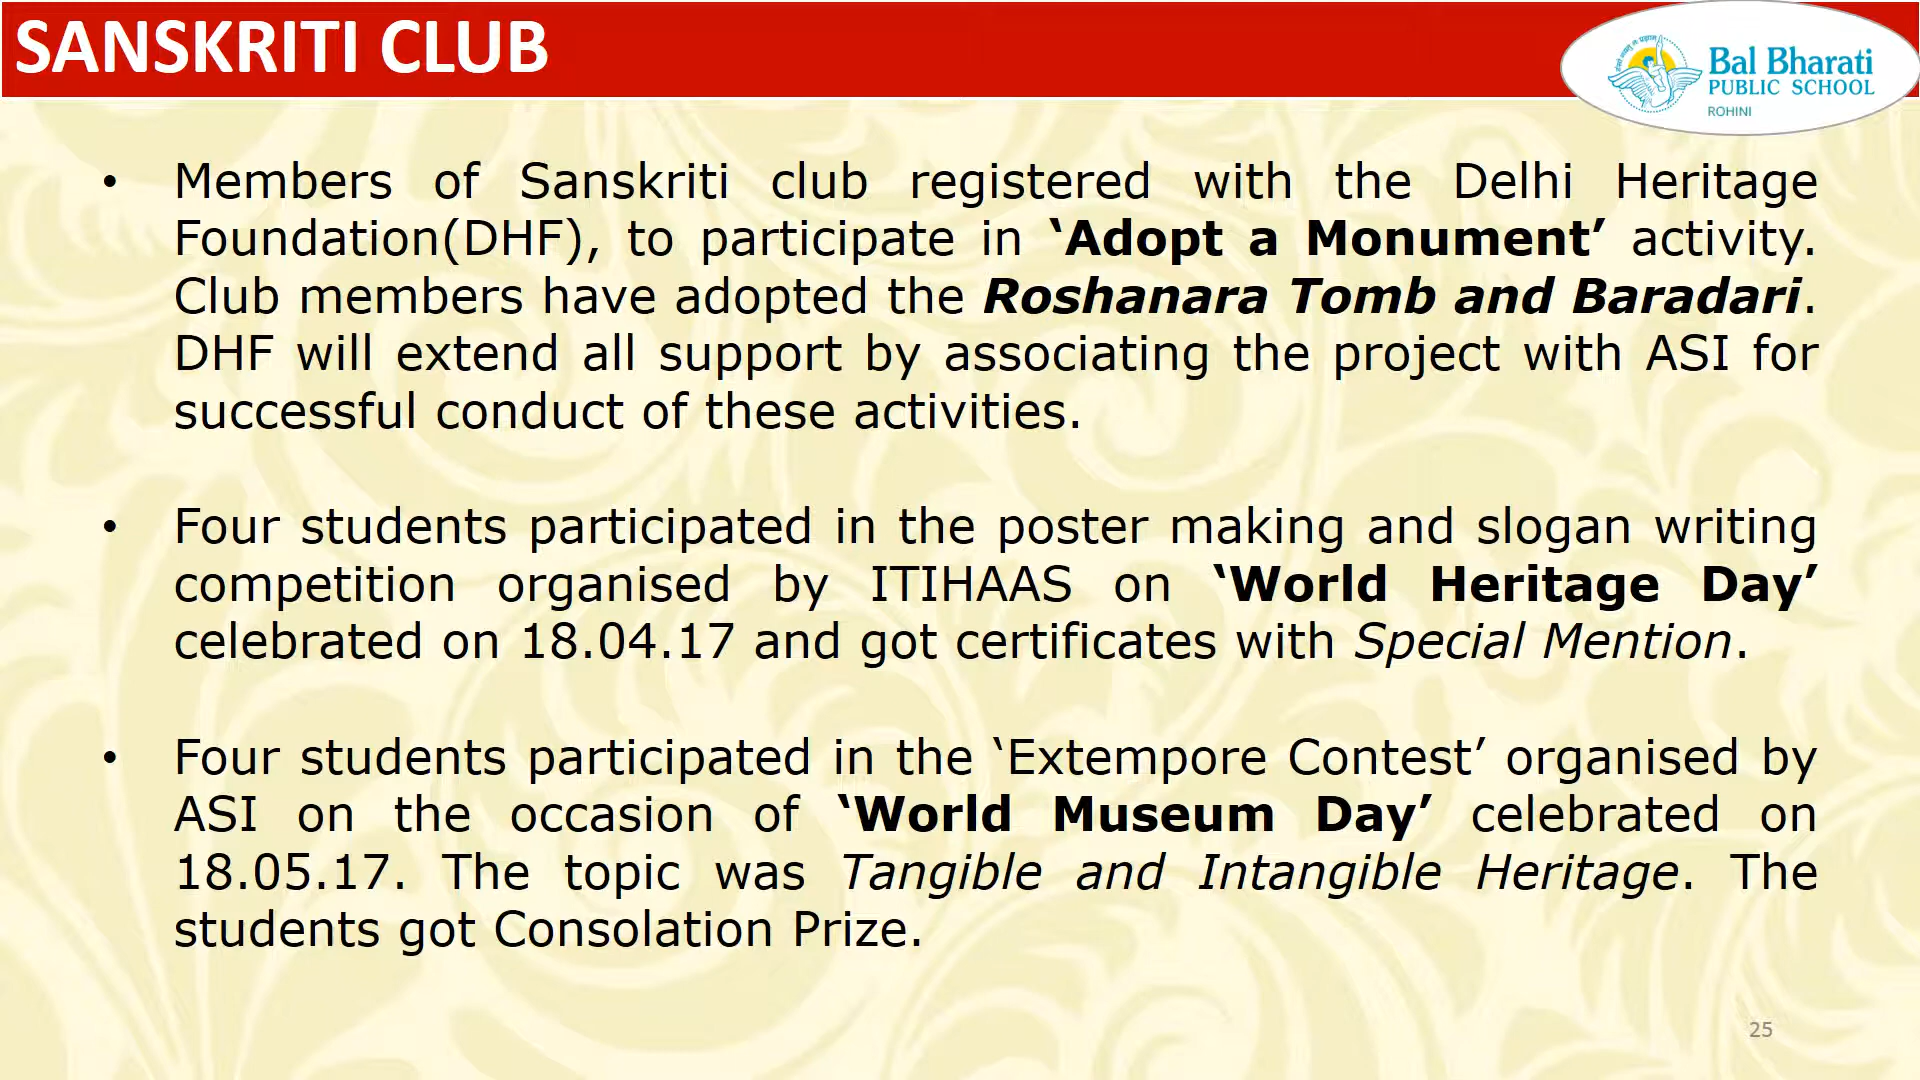 SANSKRITI CLUB
Bal Bharati
PUBLIC SCHOOL
ROHINI
• Members of Sanskriti club registered with the Delhi Heritage
Foundation(DHF), to participate in ‘Adopt a Monument’ activity.
Club members have adopted the Roshanara Tomb and Baradari.
DHF will extend all support by associating the project with ASI for
successful conduct of these activities.
• Four students participated in the poster making and slogan writing
competition organised by ITIHAAS on ‘World Heritage Day’
celebrated on 18.04.17 and got certificates with Special Mention.
• Four students participated in the ‘Extempore Contest’ organised by
ASI on the occasion of ‘World Museum Day’ celebrated on
18.05.17. The topic was Tangible and Intangible Heritage. The
students got Consolation Prize.
25